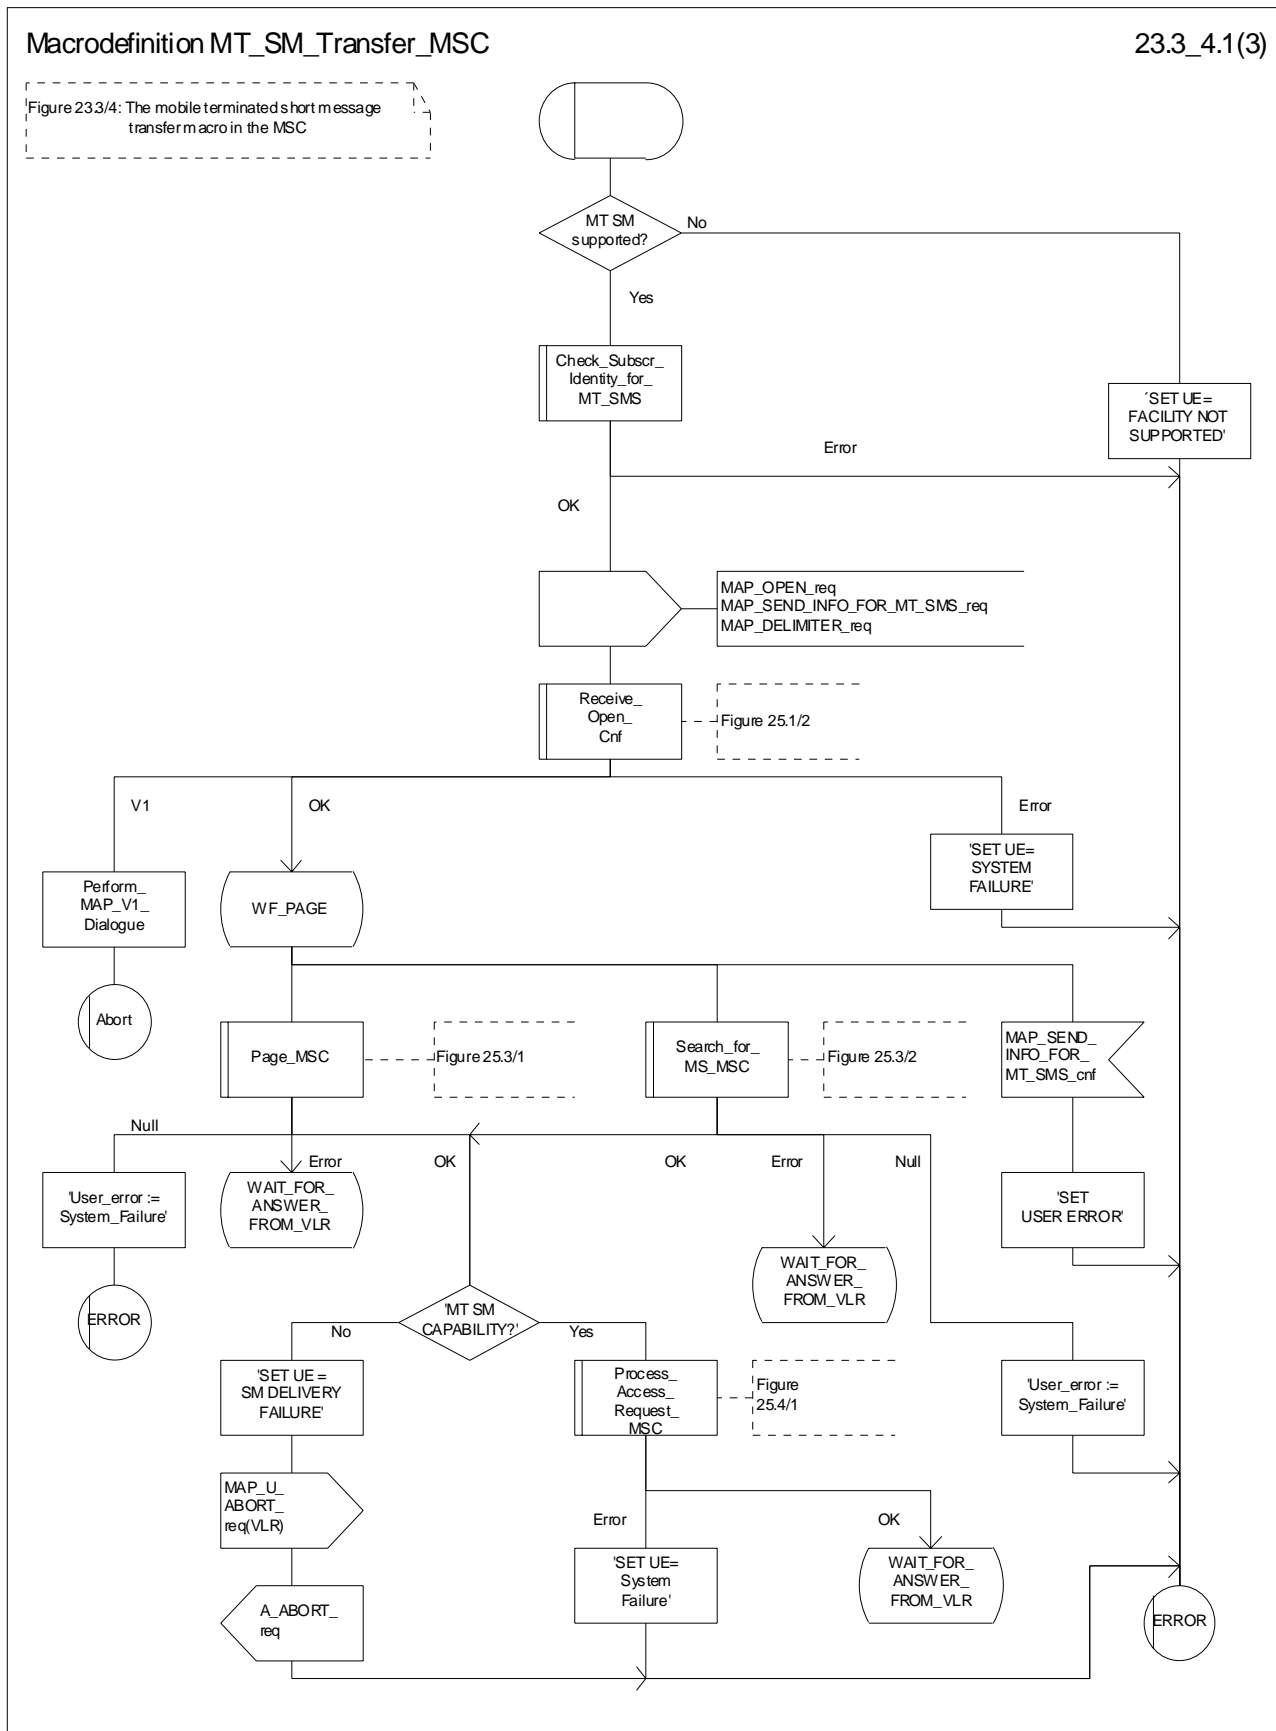 Macrodefinition MT_SM_Transfer_MSC
23.3_4.1(3)
Figure 23.3/4: The mobile terminated short message
transfer macro in the MSC
MT SM
supported?
No
Yes
Check_Subscr_
Identity_for_
MT_SMS
´SET UE=
FACILITY NOT
SUPPORTED'
Error
OK
MAP_OPEN_req
MAP_SEND_INFO_FOR_MT_SMS_req
MAP_DELIMITER_req
Receive_
Open_
Cnf
Figure 25.1/2
V1
OK
Error
Perform_
MAP_V1_
Dialogue
WF_PAGE
'SET UE=
SYSTEM
FAILURE'
Abort
Page_MSC
Figure 25.3/1
Search_for_
MS_MSC
Figure 25.3/2
MAP_SEND_
INFO_FOR_
MT_SMS_cnf
Null
Error
OK
OK
Error
Null
'User_error :=
System_Failure'
WAIT_FOR_
ANSWER_
FROM_VLR
'SET
USER ERROR'
WAIT_FOR_
ANSWER_
FROM_VLR
ERROR
'MT SM
CAPABILITY?'
No
Yes
'SET UE =
SM DELIVERY
FAILURE'
Process_
Access_
Request_
MSC
Figure
25.4/1
'User_error :=
System_Failure'
MAP_U_
ABORT_
req(VLR)
Error
OK
'SET UE=
System
Failure'
WAIT_FOR_
ANSWER_
FROM_VLR
A_ABORT_
req
ERROR